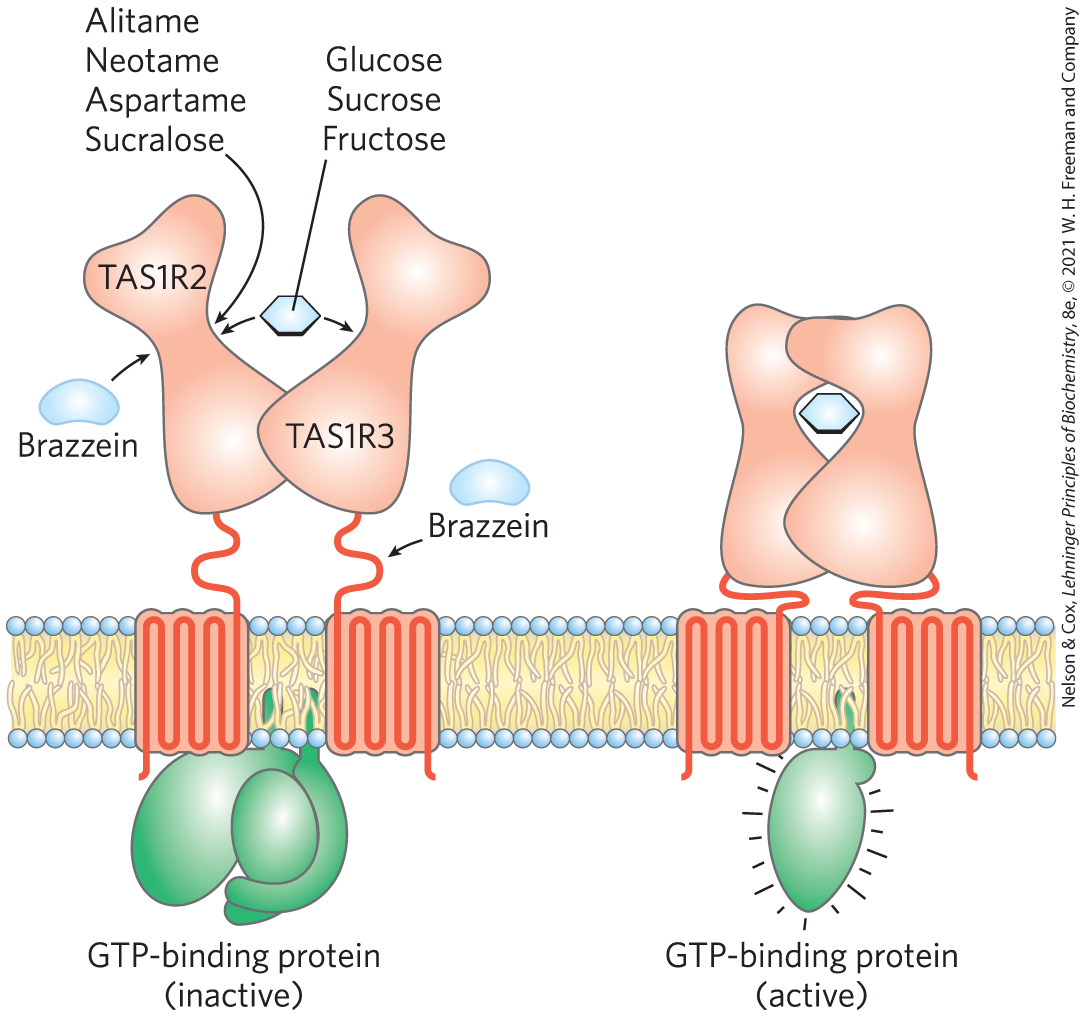 Alitame
Neotame
Aspartame
Sucralose
Glucose
Sucrose
Fructose
TAS1R2
TAS1R3
Brazzein
Brazzein
GTP-binding protein
(inactive)
GTP-binding protein
(active)
Nelson & Cox, Lehninger Principles of Biochemistry, 8e, © 2021 W. H. Freeman and Company